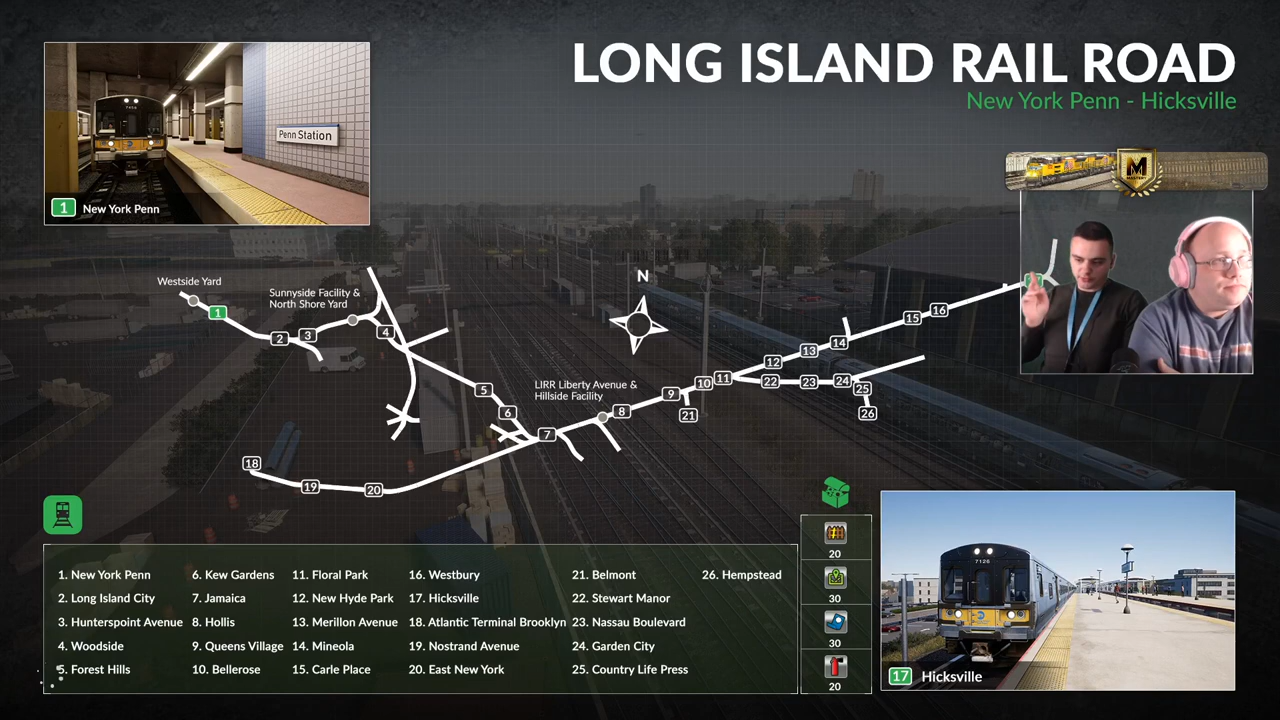 LONG ISLAND RAIL ROAD
New York Penn - Hicksville
7026
Penn Station
1 New York Penn
M
MASTERY
N
Westside Yard
1
Sunnyside Facility &
North Shore Yard
2
3
4
5
6
LIRR Liberty Avenue &
Hillside Facility
7
8
9
10
11
12
13
14
15
16
18
19
20
21
22
23
24
25
26
1. New York Penn
2. Long Island City
3. Hunterspoint Avenue
4. Woodside
5. Forest Hills
6. Kew Gardens
7. Jamaica
8. Hollis
9. Queens Village
10. Bellerose
11. Floral Park
12. New Hyde Park
13. Merillon Avenue
14. Mineola
15. Carle Place
16. Westbury
17. Hicksville
18. Atlantic Terminal Brooklyn
19. Nostrand Avenue
20. East New York
21. Belmont
22. Stewart Manor
23. Nassau Boulevard
24. Garden City
25. Country Life Press
26. Hempstead
20
30
30
20
7126
17 Hicksville